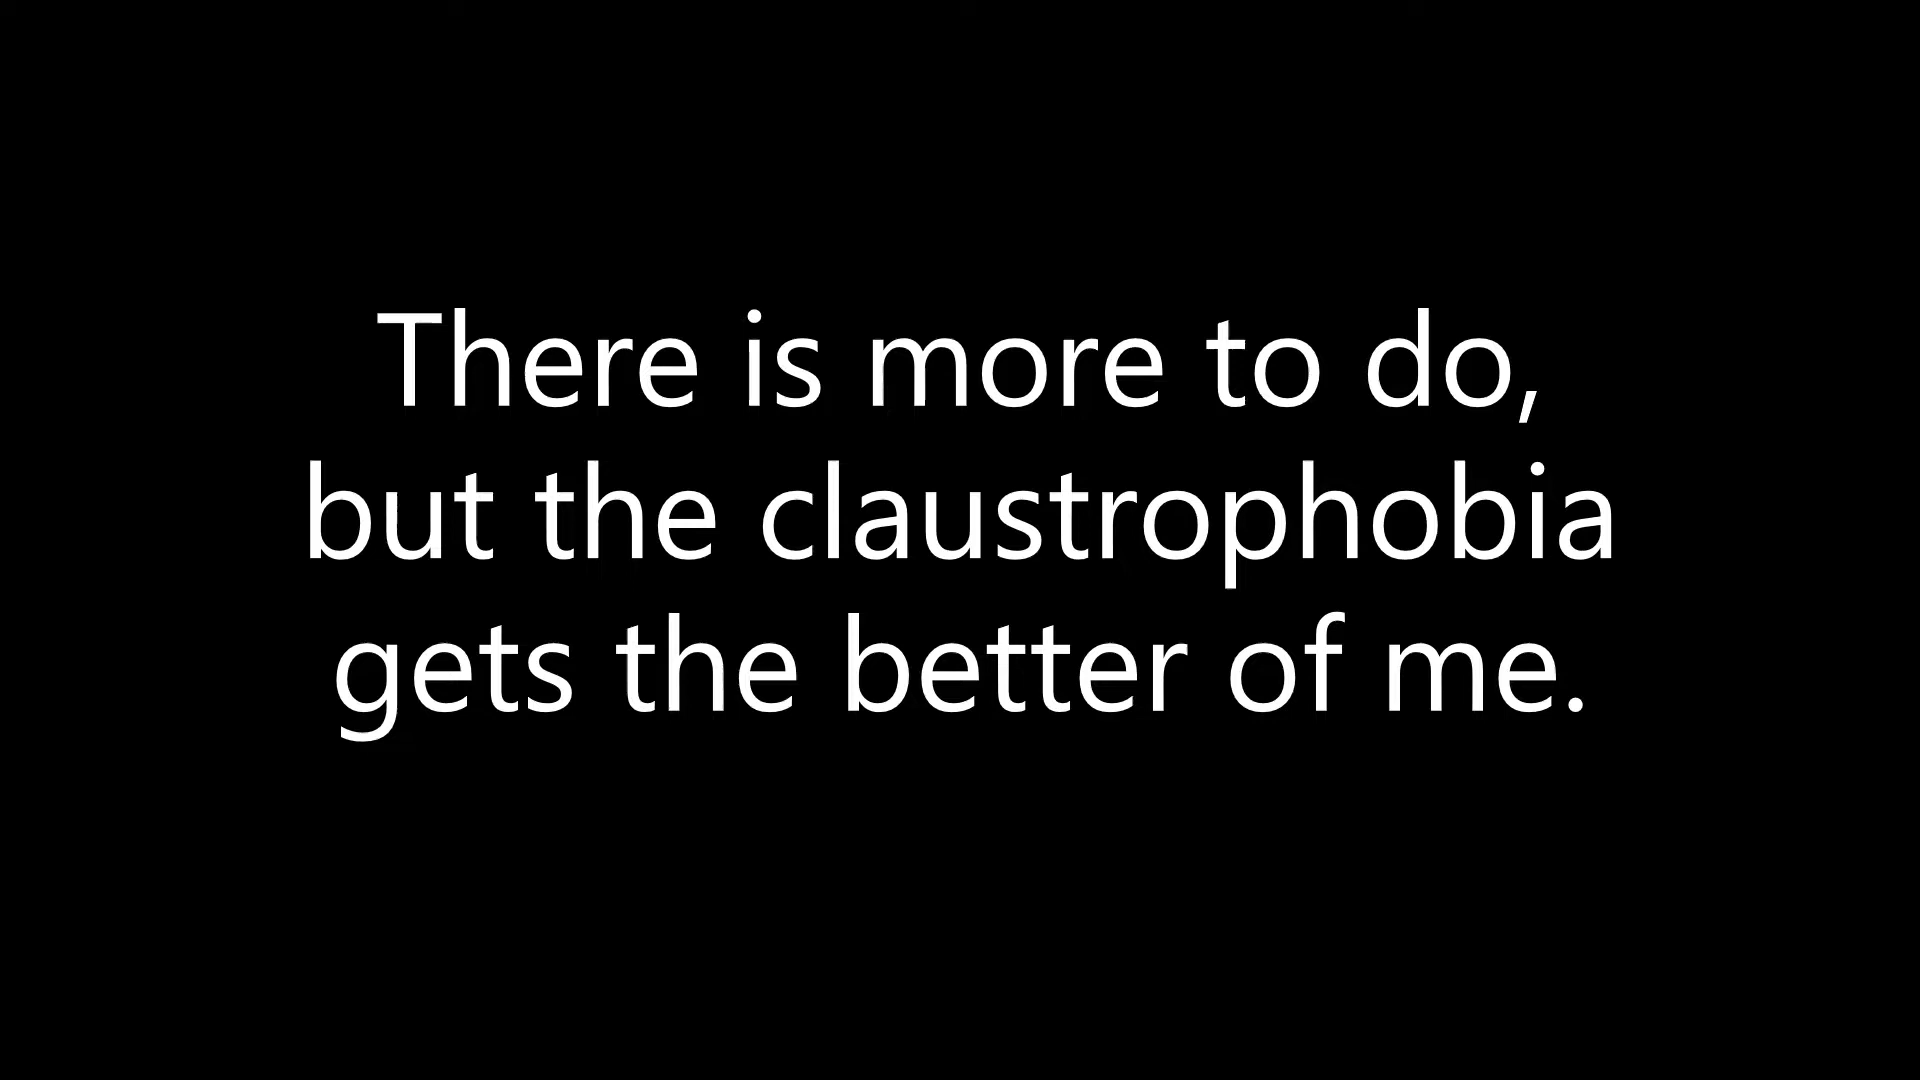 There is more to do,
but the claustrophobia
gets the better of me.